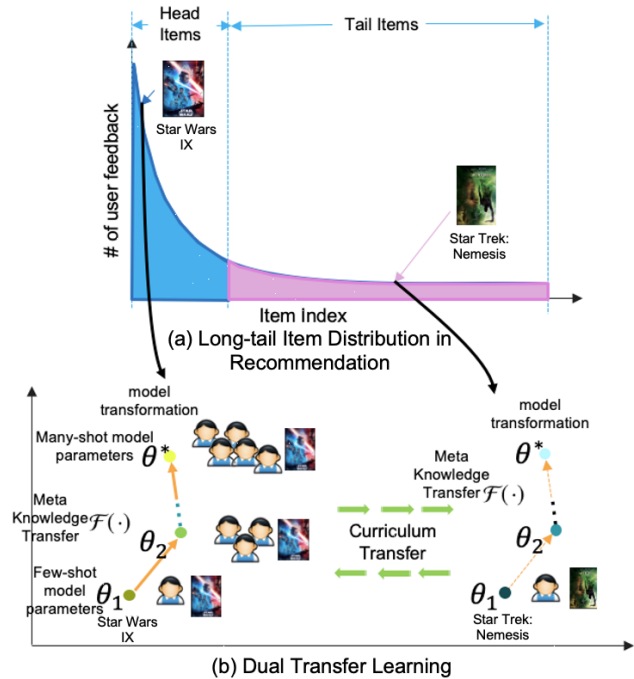 Head
Items
Tail Items
# of user feedback
Star Wars
IX
Star Trek:
Nemesis
Item Index
(a) Long-tail Item Distribution in
Recommendation
model
transformation
Many-shot model
parameters
θ*
Meta
Knowledge
Transfer ℱ(·)
θ₂
Few-shot
model
parameters
θ₁
Star Wars
IX
Curriculum
Transfer
model
transformation
θ*
Meta
Knowledge
Transfer ℱ(·)
θ₂
θ₁
Star Trek:
Nemesis
(b) Dual Transfer Learning